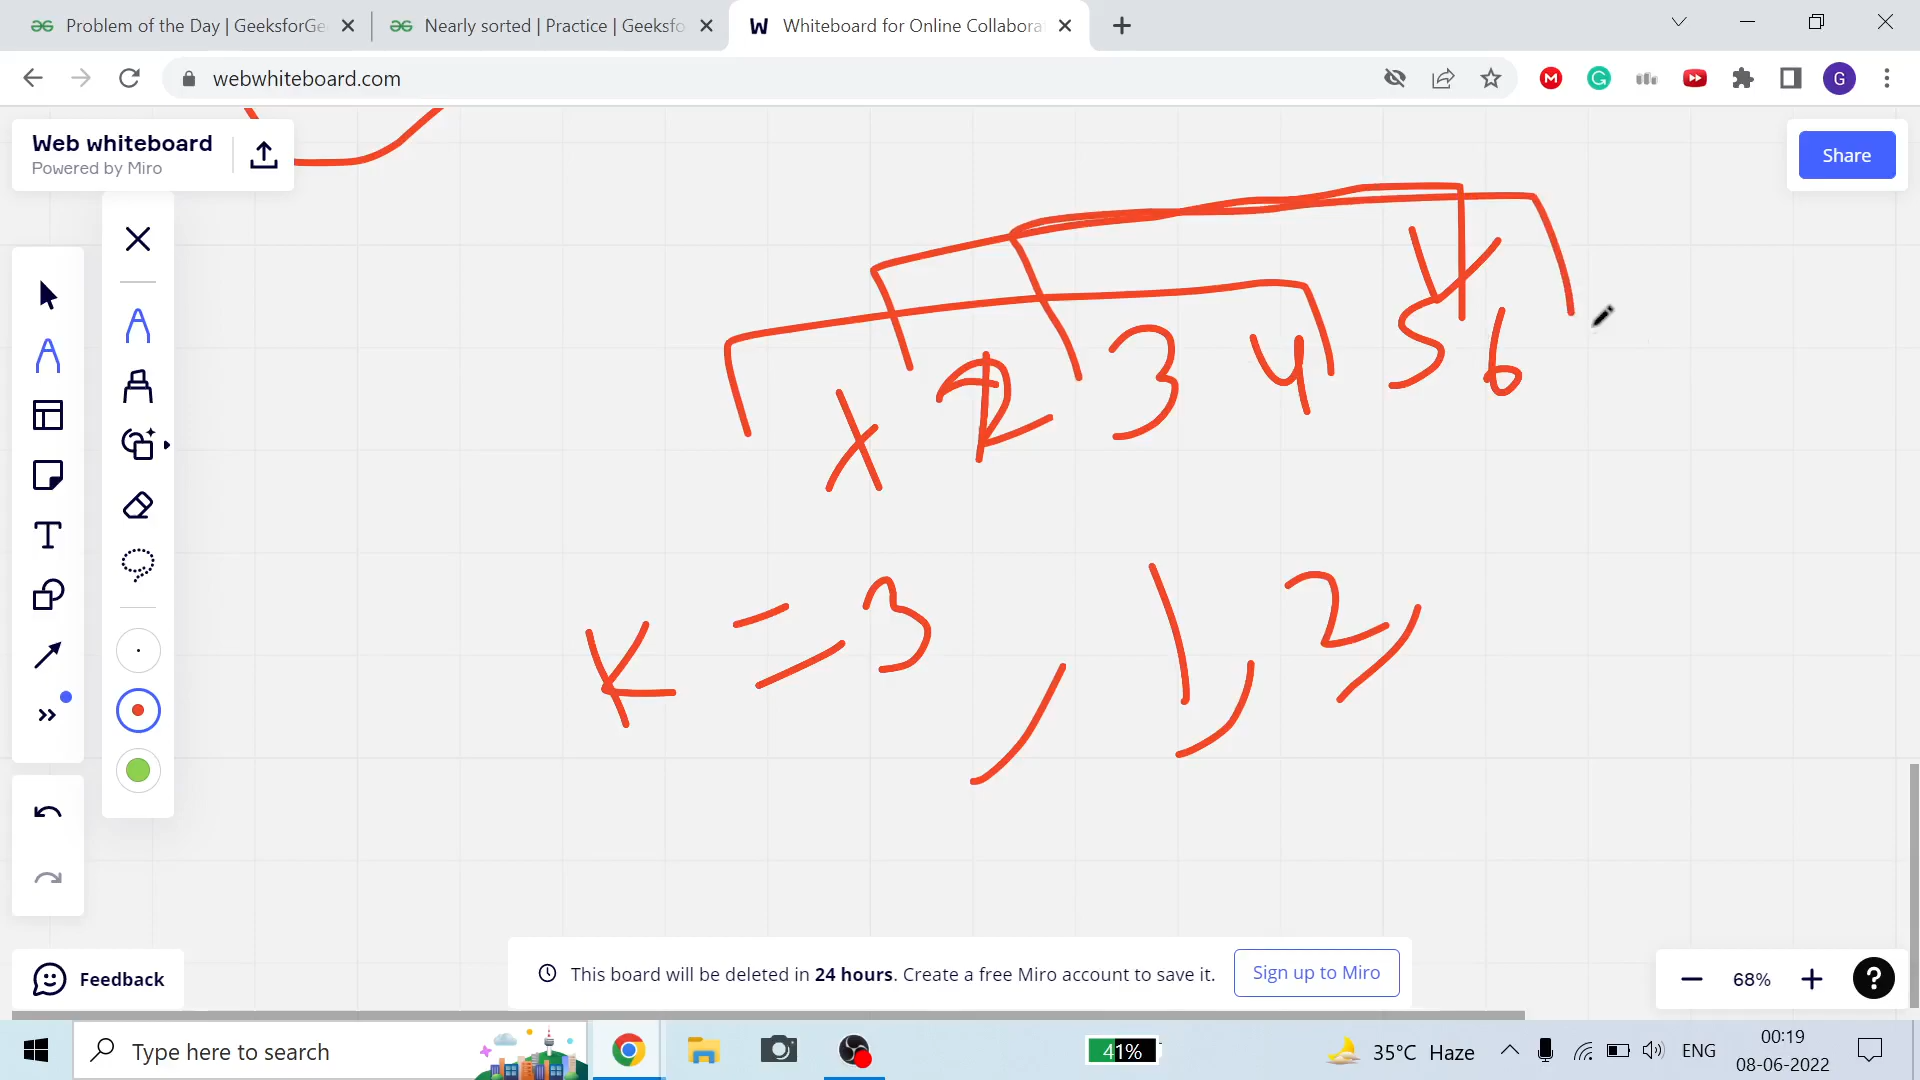 Problem of the Day | GeeksforGe
Nearly sorted | Practice | Geeksfo
Whiteboard for Online Collabora
webwhiteboard.com
G
Web whiteboard
Powered by Miro
Share
2 3 4 5 6
K = 3 , 1, 2,
Feedback
This board will be deleted in 24 hours. Create a free Miro account to save it.
Sign up to Miro
68%
?
Type here to search
41%
35°C Haze
ENG
00:19
08-06-2022